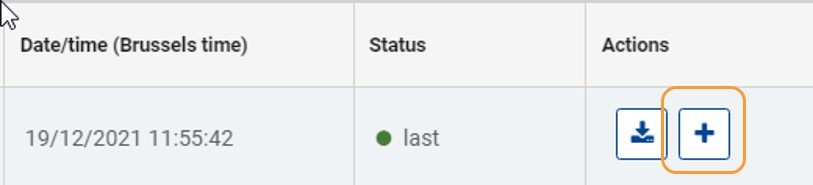 Date/time (Brussels time) Status Actions
19/12/2021 11:55:42 last